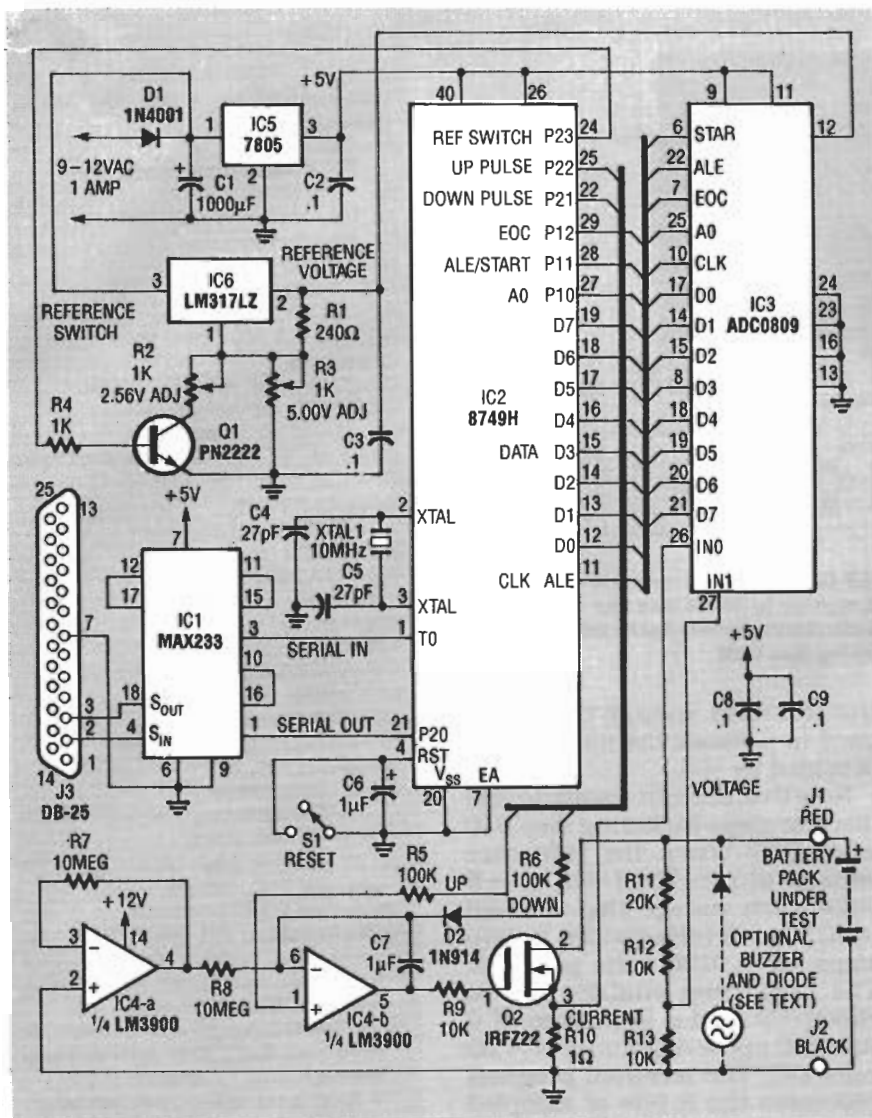 D1
1N4001
9–12VAC
1 AMP
1
IC5
7805
3
2
+5V
C1
1000µF
C2
.1
REFERENCE
VOLTAGE
3
IC6
LM317LZ
2
1
REFERENCE
SWITCH
R1
240Ω
R2
1K
2.56V ADJ
R3
1K
5.00V ADJ
R4
1K
Q1
PN2222
C3
.1
40
26
REF SWITCH P23 24
UP PULSE P22 25
DOWN PULSE P21 22
EOC P12 29
ALE/START P11 28
A0 P10 27
D7 19
D6 18
D5 17
D4 16
DATA D3 15
D2 14
D1 13
D0 12
CLK ALE 11
IC2
8749H
2 XTAL
3 XTAL
1 T0
21 P20
4 RST
VSS
20
EA
7
9
11
12
6 STAR
22 ALE
7 EOC
25 A0
10 CLK
17 D0
14 D1
15 D2
8 D3
18 D4
19 D5
20 D6
21 D7
26 IN0
IN1
27
IC3
ADC0809
24
23
16
13
C4
27pF
XTAL1
10MHz
C5
27pF
25
13
7
3
2
1
14
J3
DB-25
+5V
7
12
17
11
15
3
10
16
1
IC1
MAX233
18 SOUT
4 SIN
6
9
SERIAL IN
SERIAL OUT
C6
1µF
S1
RESET
+5V
C8
.1
C9
.1
VOLTAGE
J1
RED
BATTERY
PACK
UNDER
TEST
OPTIONAL
BUZZER
AND DIODE
(SEE TEXT)
J2
BLACK
R7
10MEG
+12V
14
3
2
4
IC4-a
1/4 LM3900
R8
10MEG
R5
100K
UP
R6
100K
DOWN
C7
1µF
D2
1N914
6
1
5
IC4-b
1/4 LM3900
R9
10K
1
2
3
Q2
IRFZ22
CURRENT
R10
1Ω
R11
20K
R12
10K
R13
10K